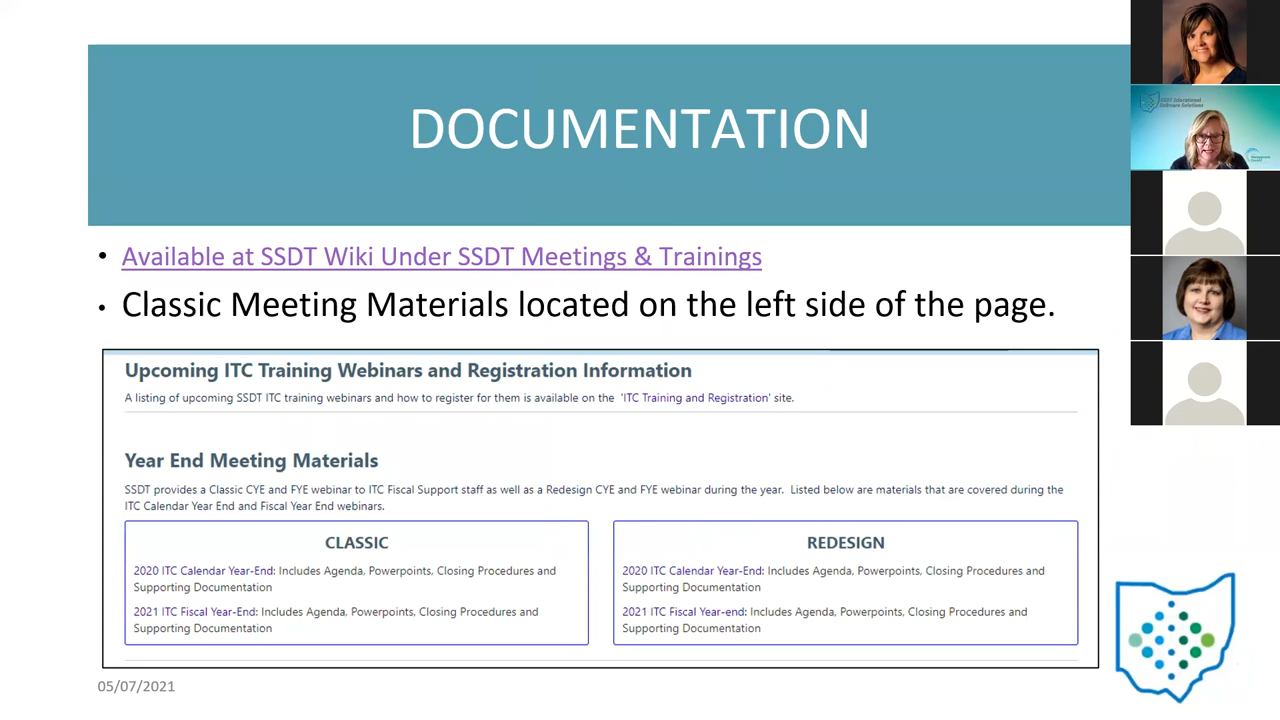 DOCUMENTATION
• Available at SSDT Wiki Under SSDT Meetings & Trainings
• Classic Meeting Materials located on the left side of the page.
Upcoming ITC Training Webinars and Registration Information
A listing of upcoming SSDT ITC training webinars and how to register for them is available on the 'ITC Training and Registration' site.
Year End Meeting Materials
SSDT provides a Classic CYE and FYE webinar to ITC Fiscal Support staff as well as a Redesign CYE and FYE webinar during the year. Listed below are materials that are covered during the
ITC Calendar Year End and Fiscal Year End webinars.
CLASSIC
2020 ITC Calendar Year-End: Includes Agenda, Powerpoints, Closing Procedures and
Supporting Documentation
2021 ITC Fiscal Year-End: Includes Agenda, Powerpoints, Closing Procedures and
Supporting Documentation
REDESIGN
2020 ITC Calendar Year-End: Includes Agenda, Powerpoints, Closing Procedures and
Supporting Documentation
2021 ITC Fiscal Year-end: Includes Agenda, Powerpoints, Closing Procedures and
Supporting Documentation
05/07/2021
SSDT Educational
Software Solutions